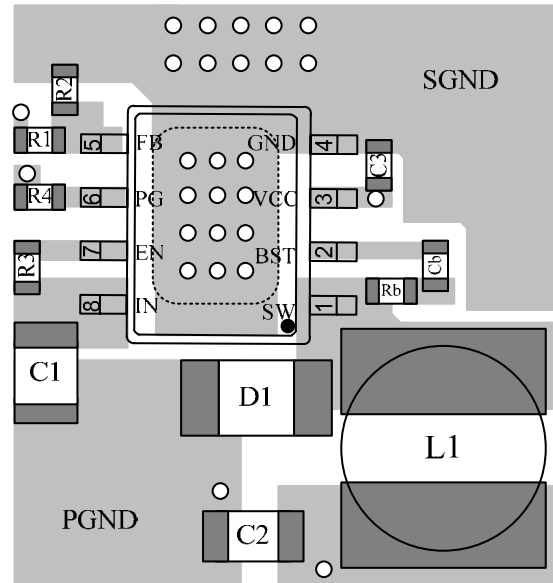 R2
SGND
R1
5
FB
GND
4
C3
R4
6
PG
VCC
3
R3
7
EN
BST
2
Cb
8
IN
SW
1
Rb
C1
D1
L1
PGND
C2